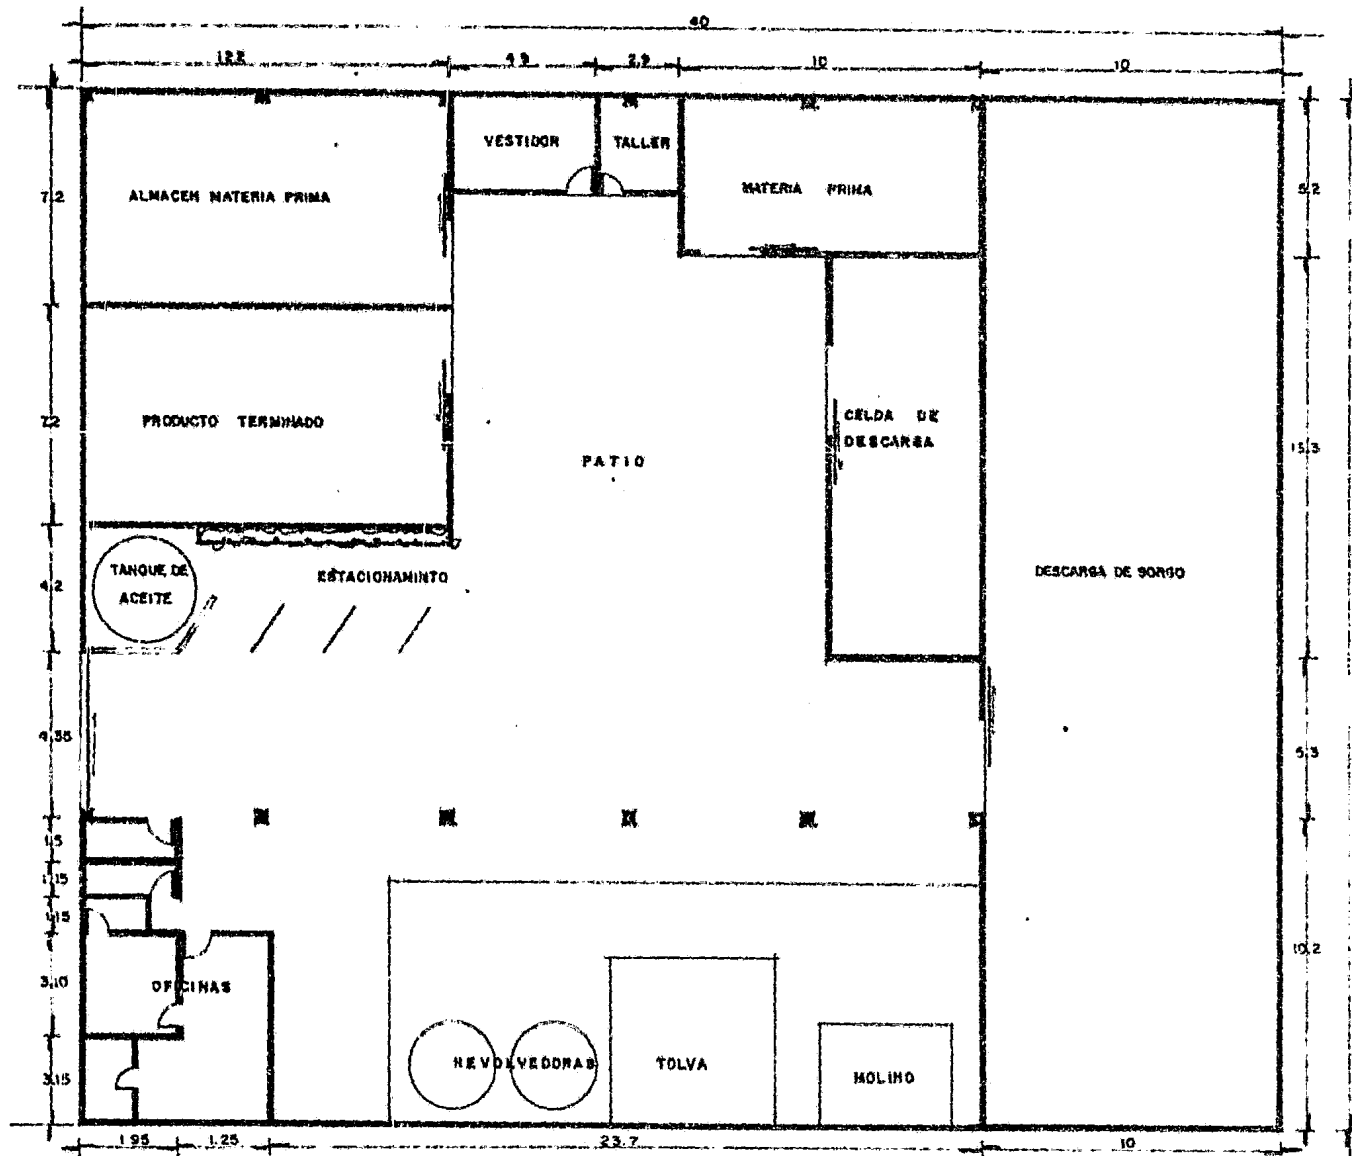 40
12.2 4.9 2.9 10 10
VESTIDOR TALLER
ALMACEN MATERIA PRIMA
MATERIA PRIMA
7.2
5.2
PRODUCTO TERMINADO
7.2
CELDA DE
DESCARGA
15.3
PATIO
TANQUE DE
ACEITE
ESTACIONAMINTO
4.2
DESCARGA DE SORGO
4.35
5.3
1.5
1.15
1.15
10.2
3.10
OFICINAS
REVOLVEDORAS TOLVA MOLINO
3.15
1.95 1.25 23.7 10